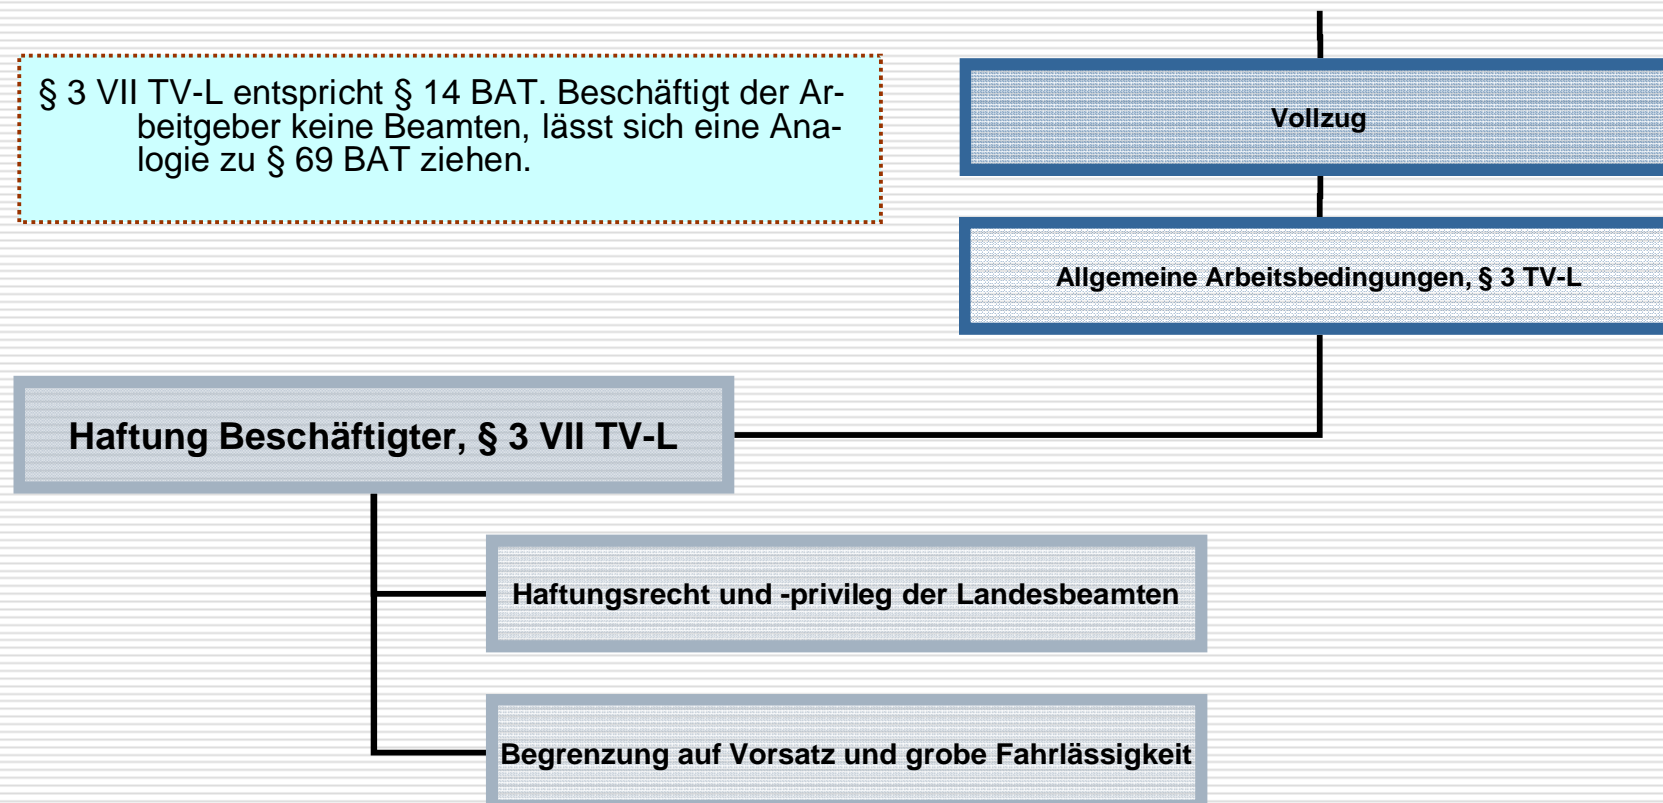 § 3 VII TV-L entspricht § 14 BAT. Beschäftigt der Ar-
beitgeber keine Beamten, lässt sich eine Ana-
logie zu § 69 BAT ziehen.
Vollzug
Allgemeine Arbeitsbedingungen, § 3 TV-L
Haftung Beschäftigter, § 3 VII TV-L
Haftungsrecht und -privileg der Landesbeamten
Begrenzung auf Vorsatz und grobe Fahrlässigkeit